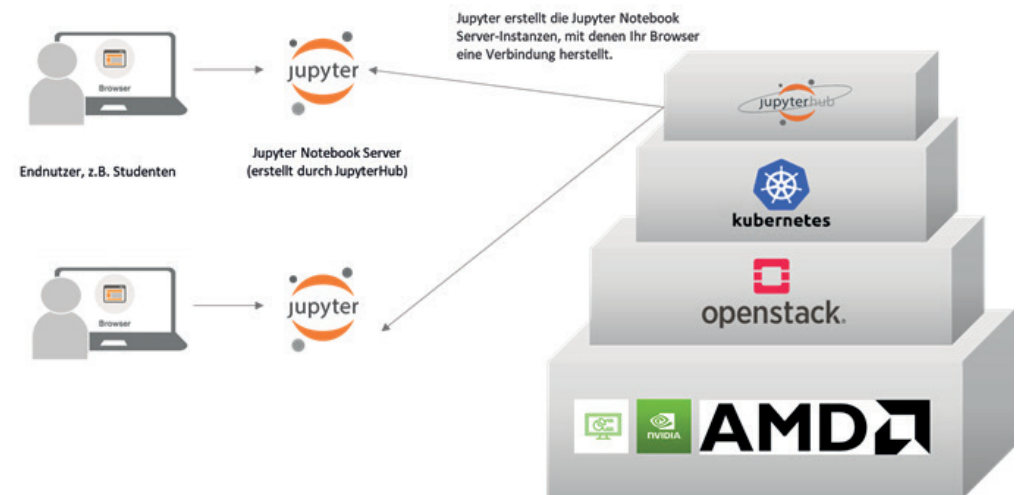 Jupyter erstellt die Jupyter Notebook
Server-Instanzen, mit denen Ihr Browser
eine Verbindung herstellt.
Browser
jupyter
jupyterhub
Endnutzer, z.B. Studenten
Jupyter Notebook Server
(erstellt durch JupyterHub)
kubernetes
Browser
jupyter
openstack.
NVIDIA
AMD